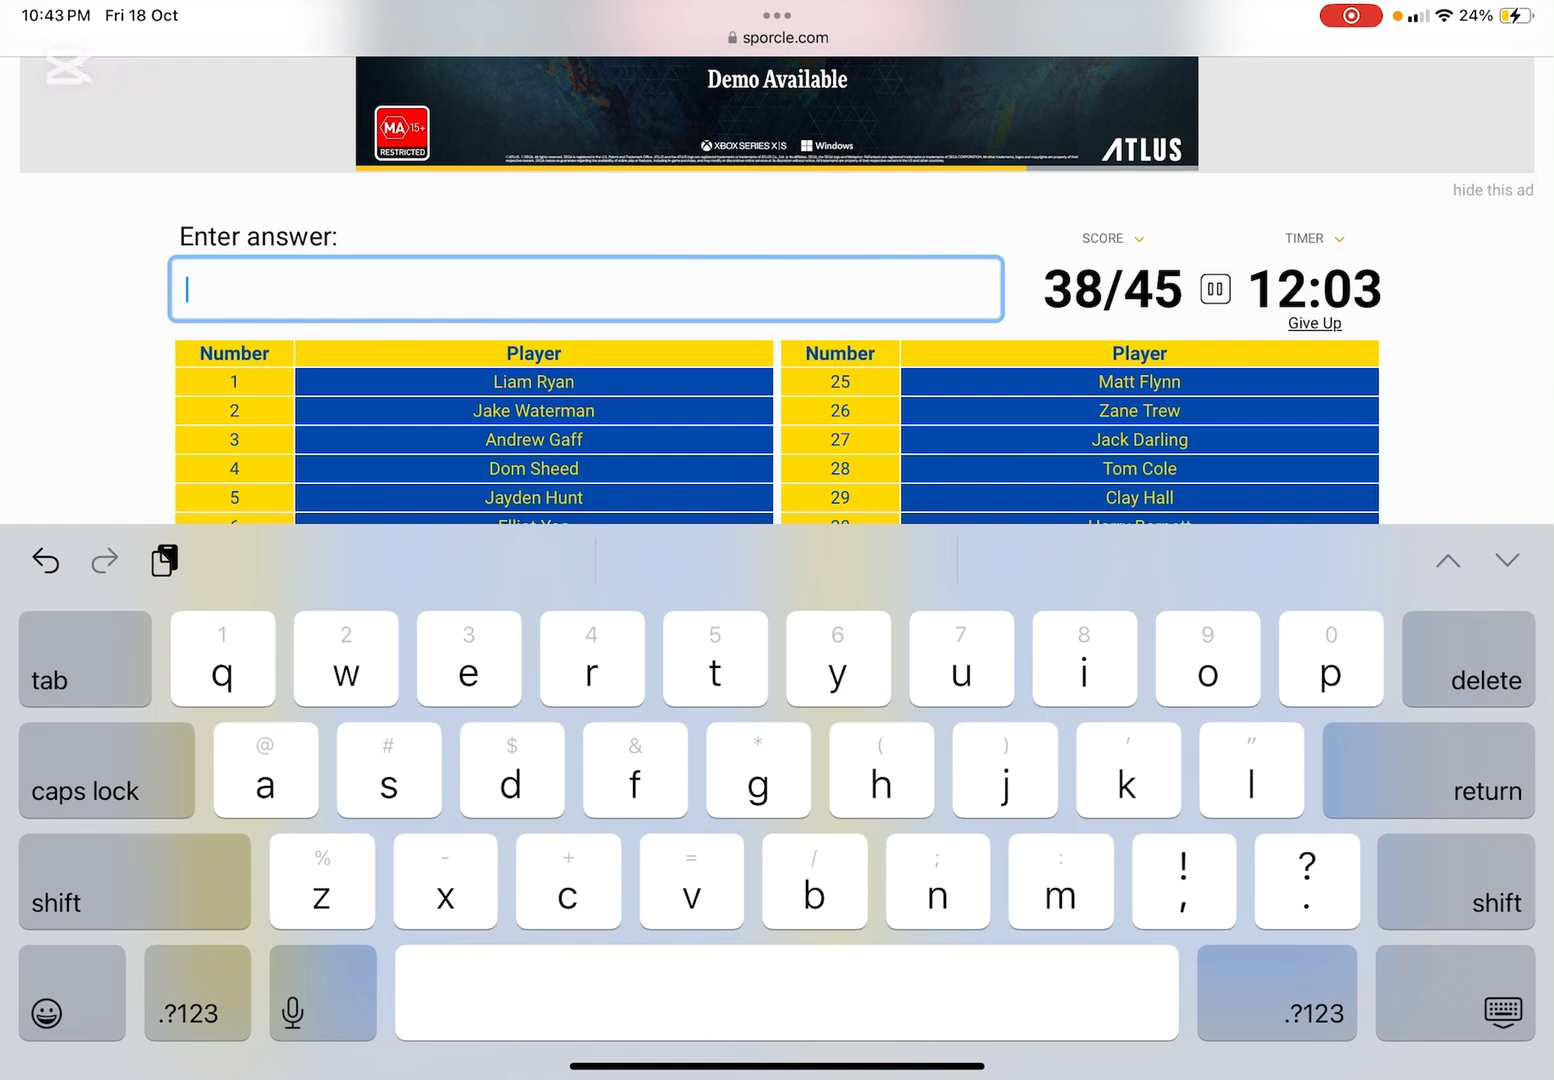 10:43 PM Fri 18 Oct
24%
sporcle.com
Demo Available
MA 15+
RESTRICTED
XBOX SERIES X|S Windows
ATLUS
hide this ad
Enter answer:
SCORE
TIMER
38/45
12:03
Give Up
Number Player Number Player
1 Liam Ryan 25 Matt Flynn
2 Jake Waterman 26 Zane Trew
3 Andrew Gaff 27 Jack Darling
4 Dom Sheed 28 Tom Cole
5 Jayden Hunt 29 Clay Hall
1 2 3 4 5 6 7 8 9 0
tab q w e r t y u i o p delete
@ # $ & * ( ) ' "
caps lock a s d f g h j k l return
% - + = / ; : ! ?
shift z x c v b n m , . shift
.?123 .?123